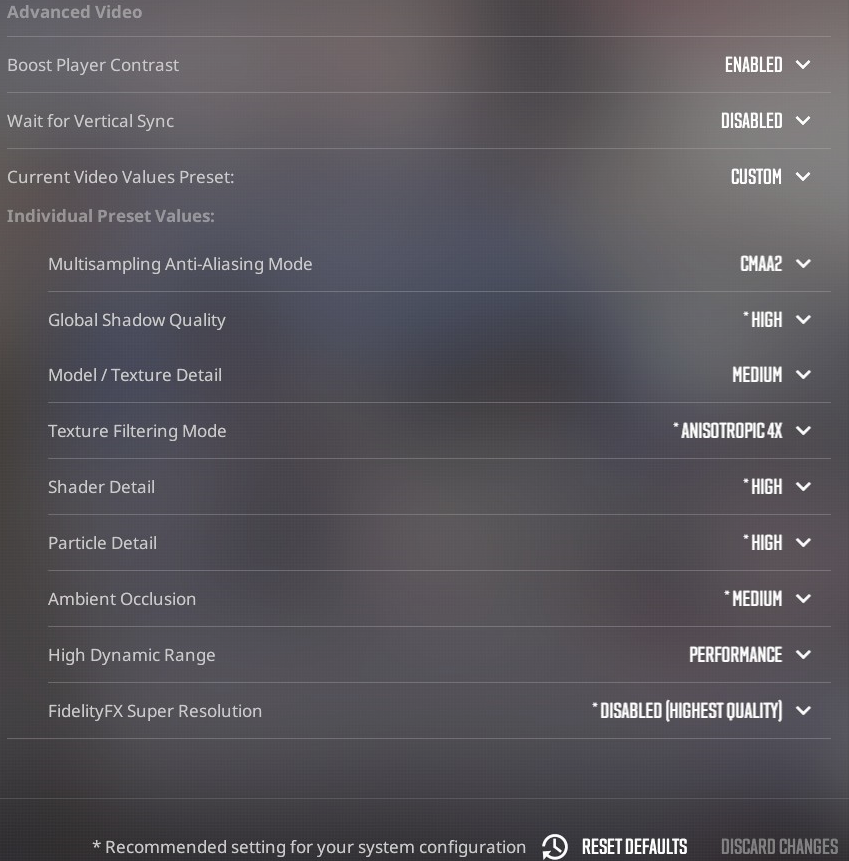 Advanced Video
Boost Player Contrast ENABLED
Wait for Vertical Sync DISABLED
Current Video Values Preset: CUSTOM
Individual Preset Values:
Multisampling Anti-Aliasing Mode CMAA2
Global Shadow Quality * HIGH
Model / Texture Detail MEDIUM
Texture Filtering Mode * ANISOTROPIC 4X
Shader Detail * HIGH
Particle Detail * HIGH
Ambient Occlusion * MEDIUM
High Dynamic Range PERFORMANCE
FidelityFX Super Resolution * DISABLED (HIGHEST QUALITY)
* Recommended setting for your system configuration RESET DEFAULTS DISCARD CHANGES